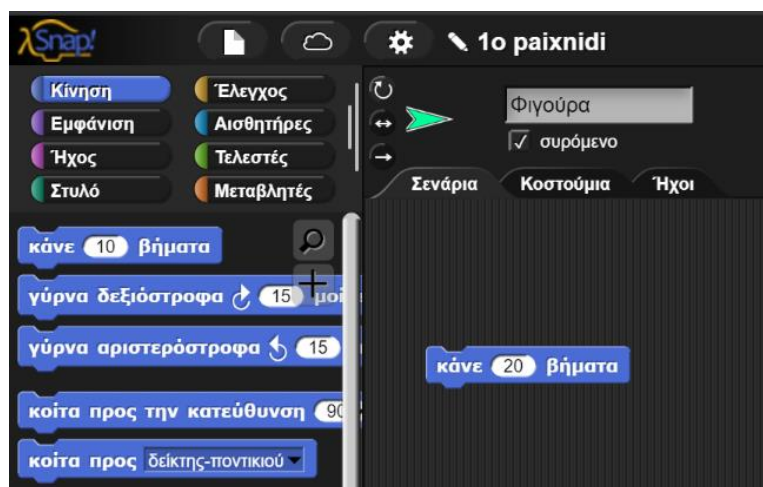 λSnap!
1o paixnidi
Κίνηση
Έλεγχος
Εμφάνιση
Αισθητήρες
Ήχος
Τελεστές
Στυλό
Μεταβλητές
Φιγούρα
συρόμενο
Σενάρια Κοστούμια Ήχοι
κάνε 10 βήματα
γύρνα δεξιόστροφα 15
γύρνα αριστερόστροφα 15
κοίτα προς την κατεύθυνση 90
κοίτα προς δείκτης-ποντικιού
κάνε 20 βήματα